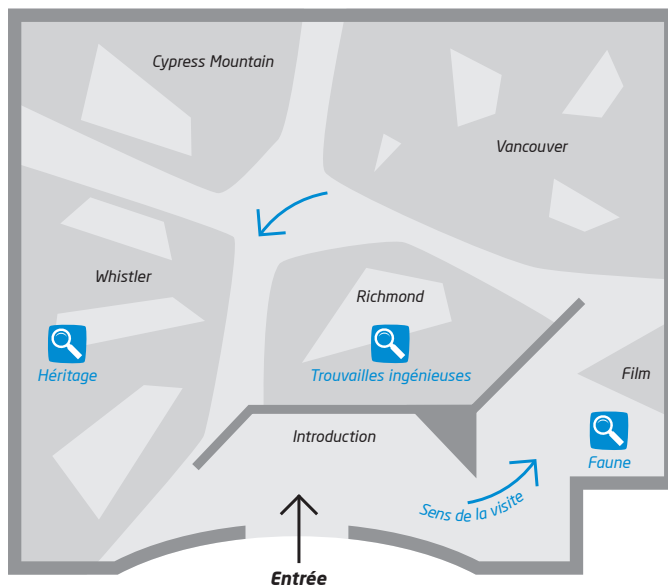 Cypress Mountain
Vancouver
Whistler
Richmond
Héritage
Trouvailles ingénieuses
Film
Introduction
Faune
Sens de la visite
Entrée